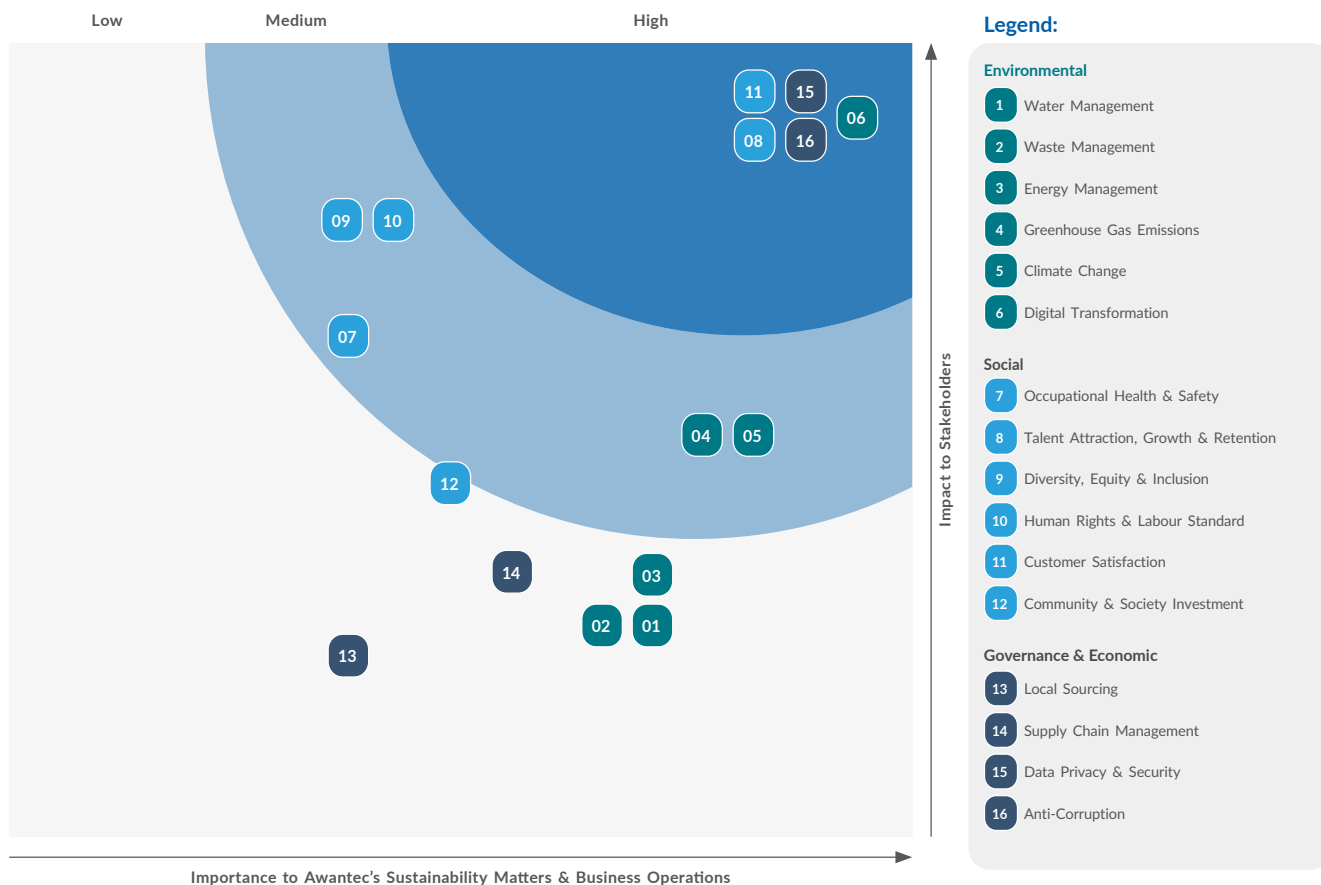 Low Medium High
11 15
06
08 16
09 10
07
04 05
12
14 03
02 01
13
Impact to Stakeholders
Importance to Awantec's Sustainability Matters & Business Operations
Legend:
Environmental
1 Water Management
2 Waste Management
3 Energy Management
4 Greenhouse Gas Emissions
5 Climate Change
6 Digital Transformation
Social
7 Occupational Health & Safety
8 Talent Attraction, Growth & Retention
9 Diversity, Equity & Inclusion
10 Human Rights & Labour Standard
11 Customer Satisfaction
12 Community & Society Investment
Governance & Economic
13 Local Sourcing
14 Supply Chain Management
15 Data Privacy & Security
16 Anti-Corruption